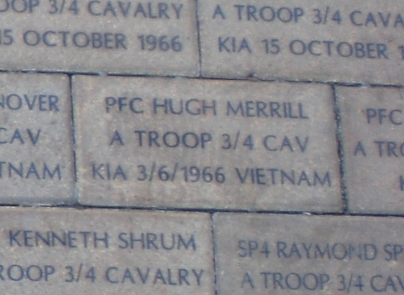 OOP 3/4 CAVALRY
15 OCTOBER 1966
A TROOP 3/4 CAVA
KIA 15 OCTOBER 1
NOVER
CAV
TNAM
PFC HUGH MERRILL
A TROOP 3/4 CAV
KIA 3/6/1966 VIETNAM
PFC
A TRO
KENNETH SHRUM
ROOP 3/4 CAVALRY
SP4 RAYMOND SP
A TROOP 3/4 CAV